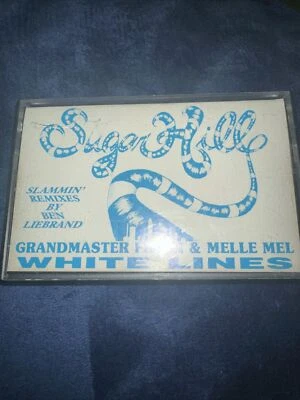 Sugar Hill
SLAMMIN'
REMIXES
BY
BEN
LIEBRAND
GRANDMASTER & MELLE MEL
WHITE LINES